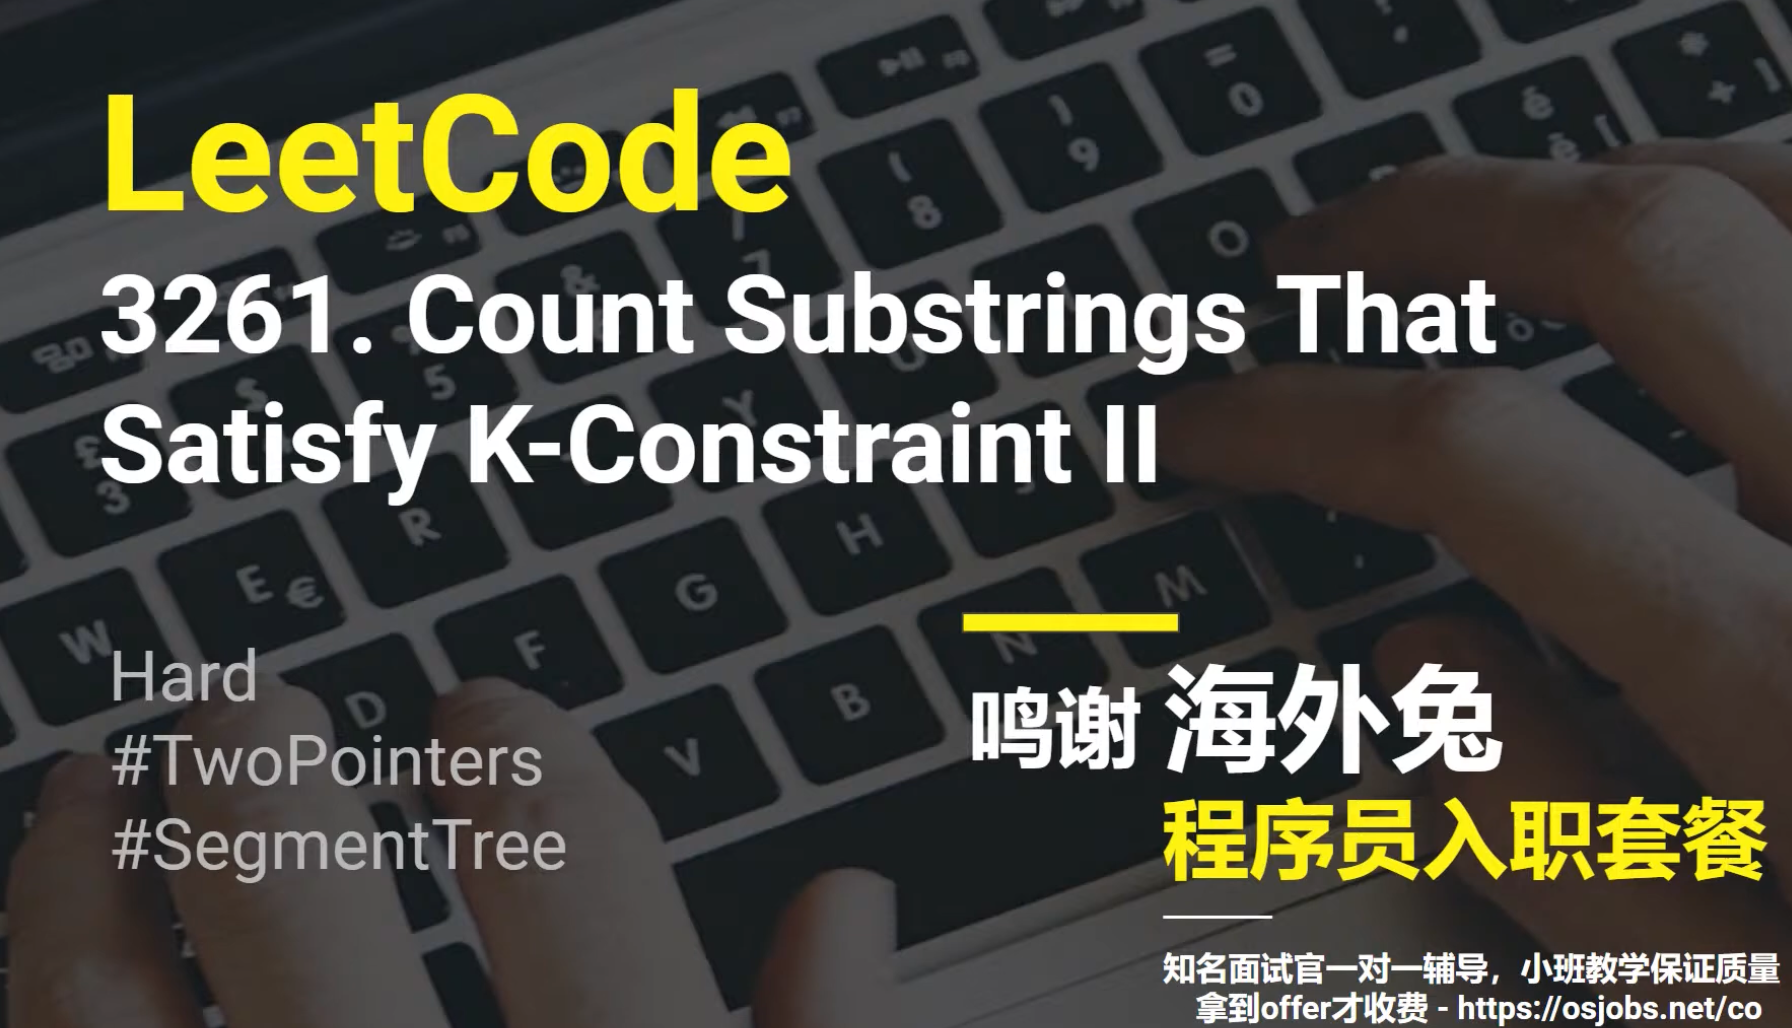 LeetCode
3261. Count Substrings That
Satisfy K-Constraint II
Hard
#TwoPointers
#SegmentTree
鸣谢 海外兔
程序员入职套餐
知名面试官一对一辅导，小班教学保证质量
拿到offer才收费 - https://osjobs.net/co